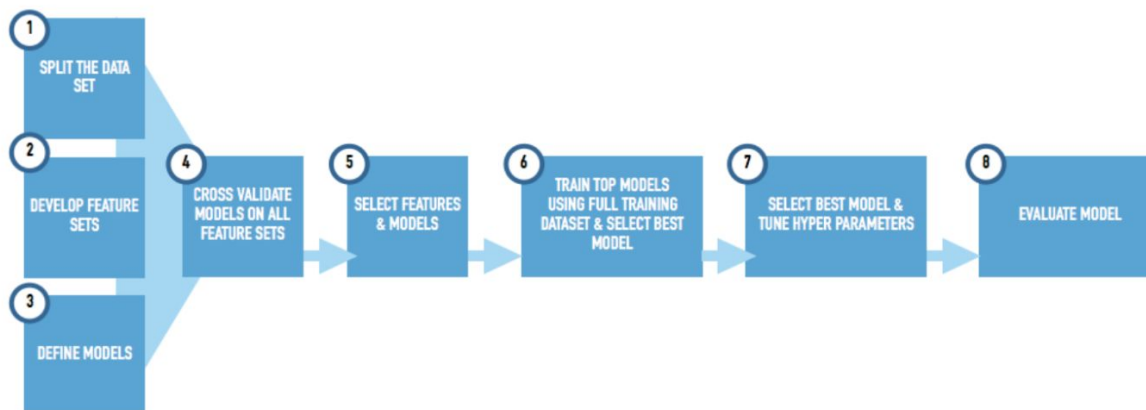 1
SPLIT THE DATA
SET
2
DEVELOP FEATURE
SETS
3
DEFINE MODELS
4
CROSS VALIDATE
MODELS ON ALL
FEATURE SETS
5
SELECT FEATURES
& MODELS
6
TRAIN TOP MODELS
USING FULL TRAINING
DATASET & SELECT BEST
MODEL
7
SELECT BEST MODEL &
TUNE HYPER PARAMETERS
8
EVALUATE MODEL